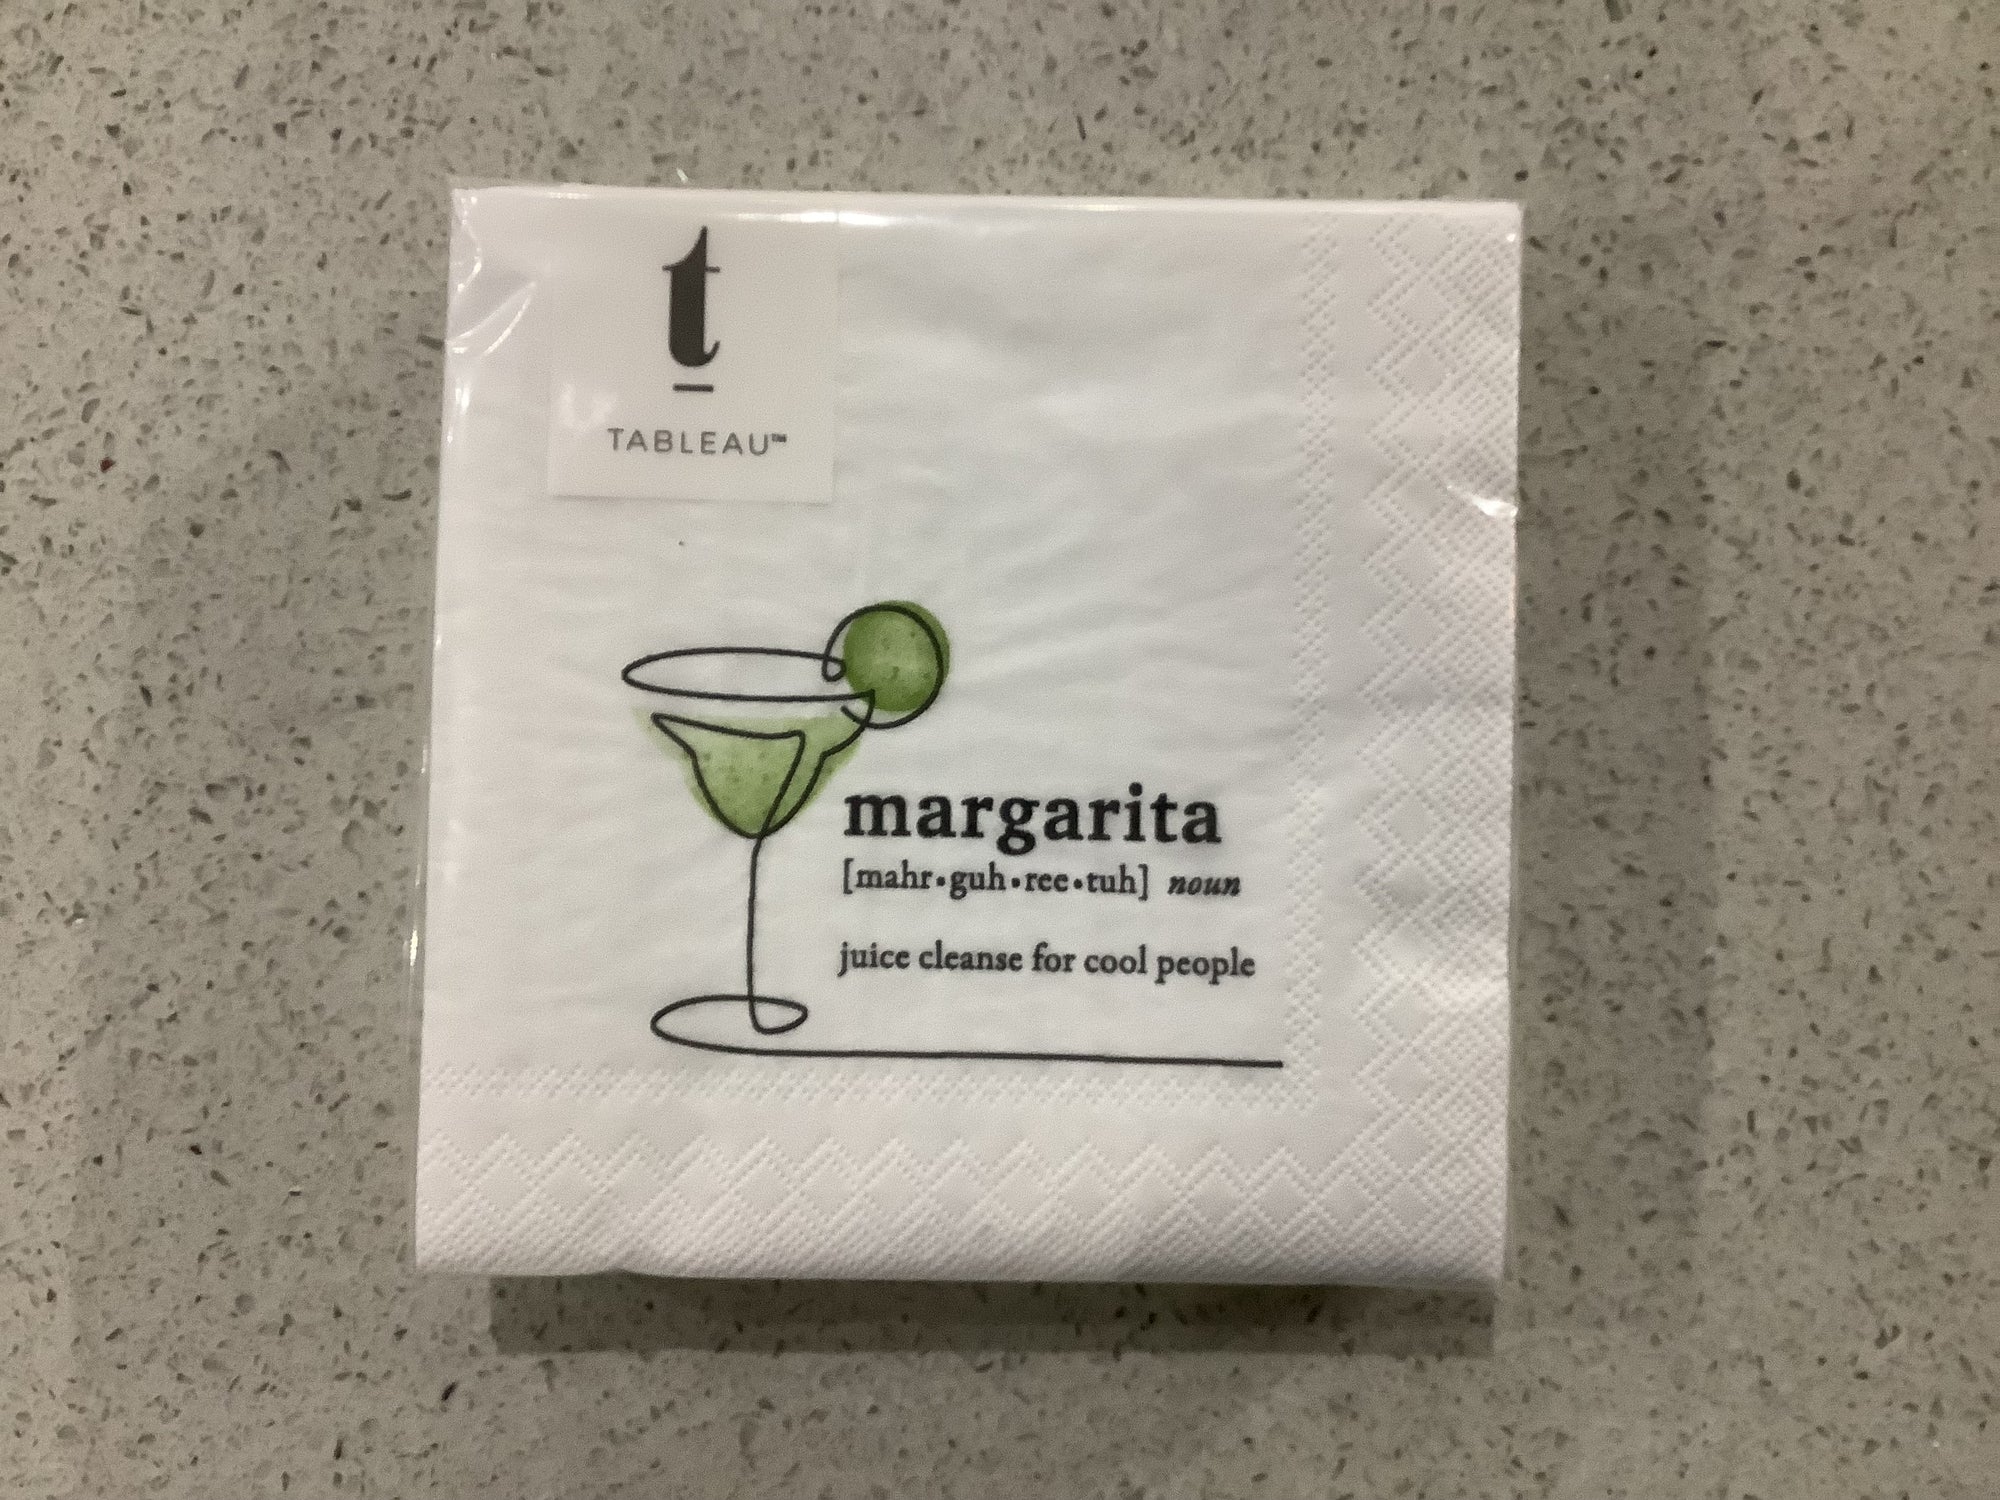 t
TABLEAU™
margarita
[mahr•guh•ree•tuh] noun
juice cleanse for cool people